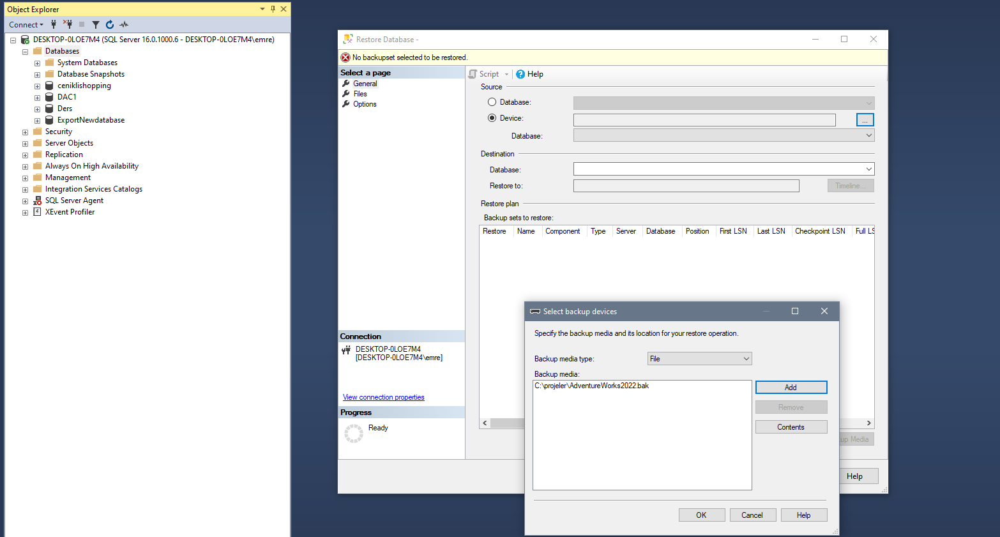 Object Explorer
Connect
DESKTOP-0LOE7M4 (SQL Server 16.0.1000.6 - DESKTOP-0LOE7M4\emre)
Databases
System Databases
Database Snapshots
ceniklishopping
DAC1
Ders
ExportNewdatabase
Security
Server Objects
Replication
Always On High Availability
Management
Integration Services Catalogs
SQL Server Agent
XEvent Profiler
Restore Database -
No backupset selected to be restored.
Select a page
General
Files
Options
Connection
DESKTOP-0LOE7M4
[DESKTOP-0LOE7M4\emre]
View connection properties
Progress
Ready
Script
Help
Source
Database:
Device:
...
Database:
Destination
Database:
Restore to:
Timeline...
Restore plan
Backup sets to restore:
Restore Name Component Type Server Database Position First LSN Last LSN Checkpoint LSN Full LS
up Media
Help
Select backup devices
Specify the backup media and its location for your restore operation.
Backup media type:
File
Backup media:
C:\projeler\AdventureWorks2022.bak
Add
Remove
Contents
OK
Cancel
Help